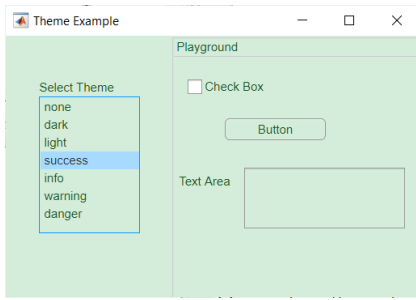 Theme Example
Playground
Select Theme
none
dark
light
success
info
warning
danger
Check Box
Button
Text Area